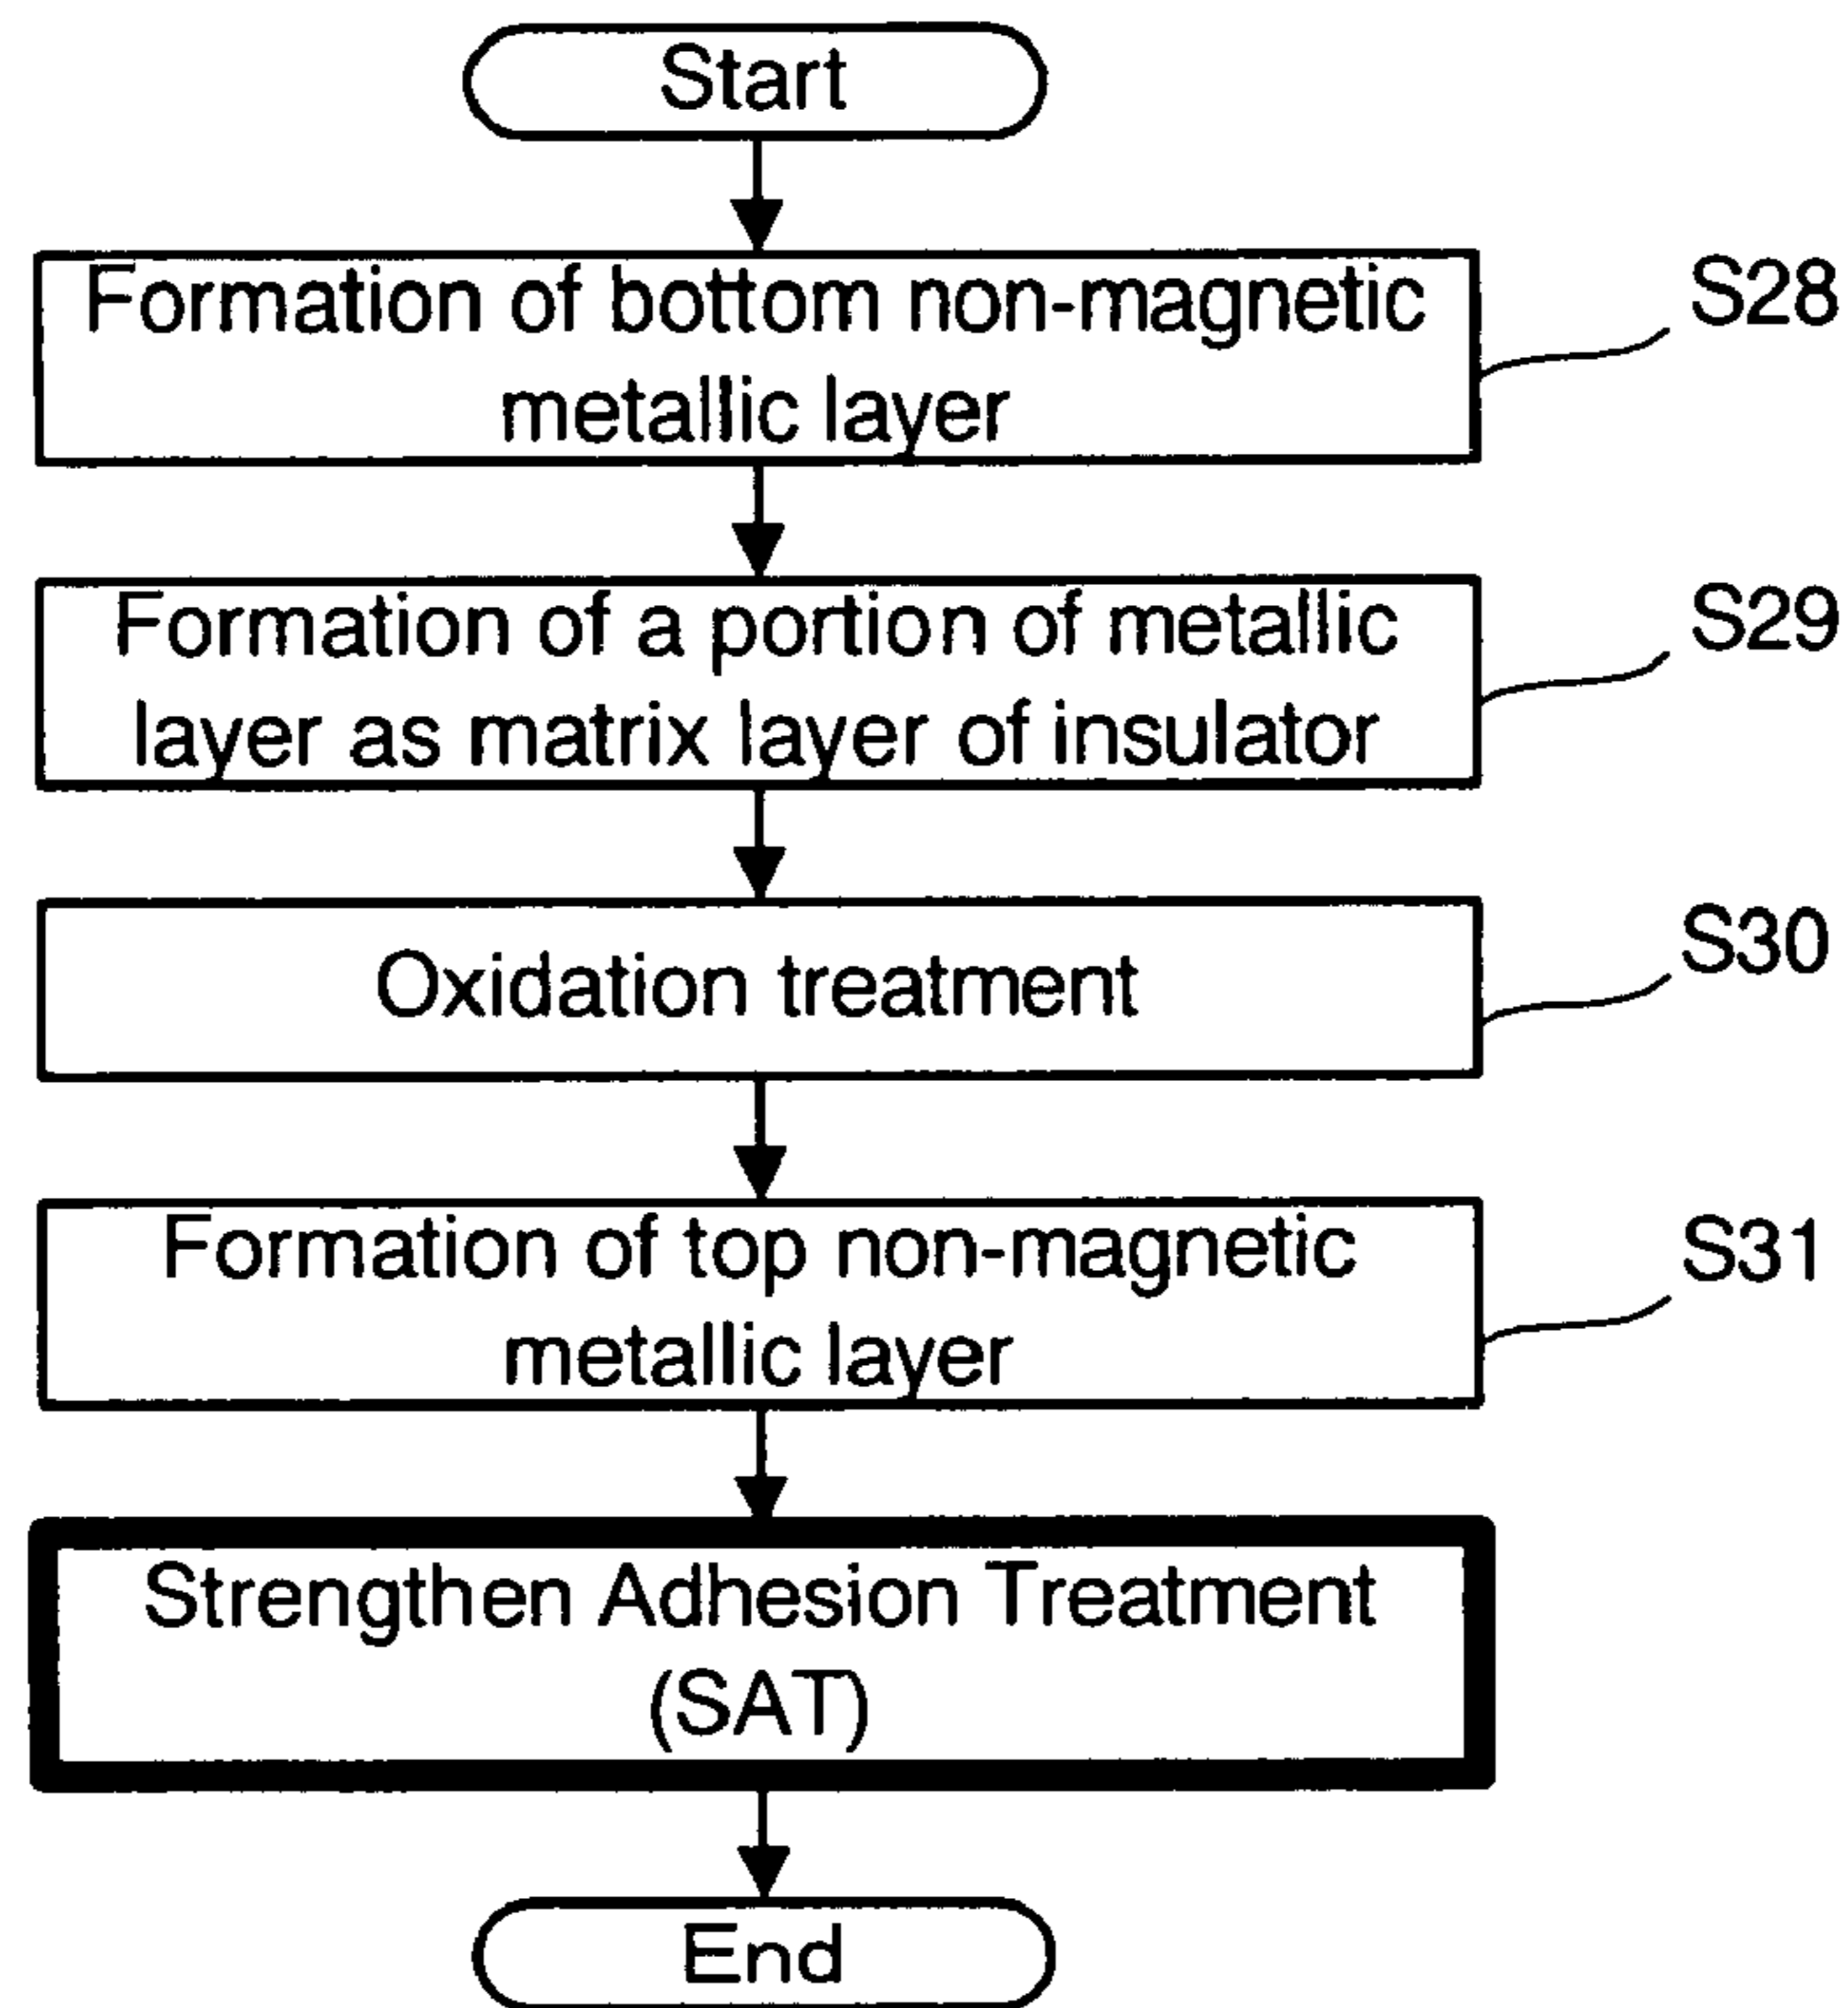 Start
Formation of bottom non-magnetic
metallic layer
S28
Formation of a portion of metallic
layer as matrix layer of insulator
S29
Oxidation treatment
S30
Formation of top non-magnetic
metallic layer
S31
Strengthen Adhesion Treatment
(SAT)
End